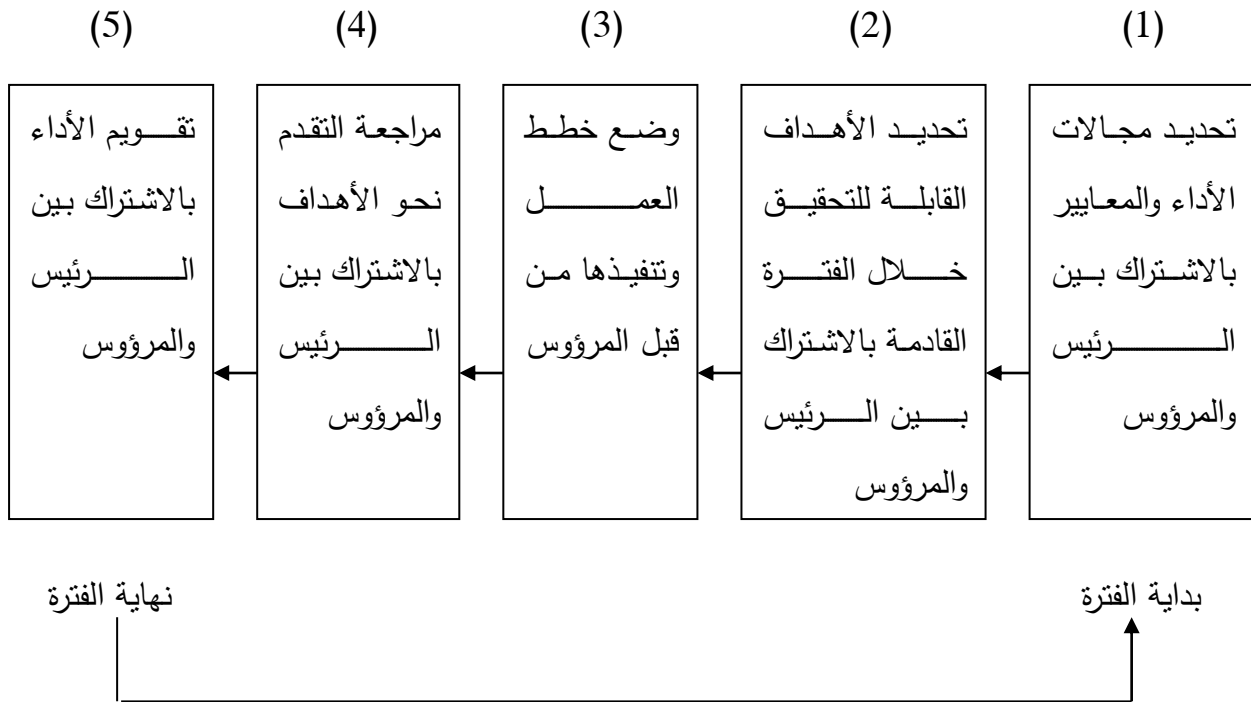 (1)
تحديد مجالات
الأداء والمعايير
بالاشتراك بين
الرئيس
والمرؤوس
(2)
تحديد الأهداف
القابلة للتحقيق
خلال الفترة
القادمة بالاشتراك
بين الرئيس
والمرؤوس
(3)
وضع خطط
العمل
وتنفيذها من
قبل المرؤوس
(4)
مراجعة التقدم
نحو الأهداف
بالاشتراك بين
الرئيس
والمرؤوس
(5)
تقويم الأداء
بالاشتراك بين
الرئيس
والمرؤوس
بداية الفترة
نهاية الفترة